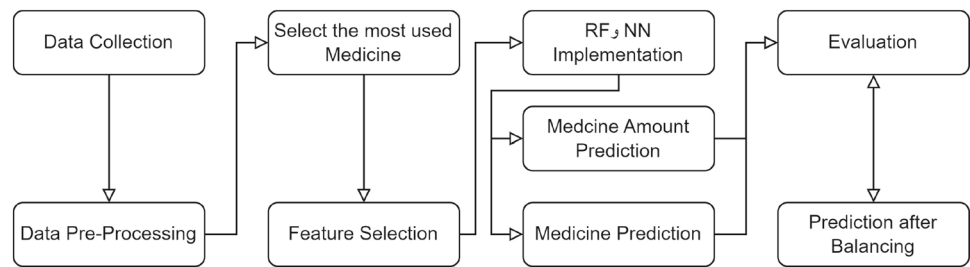 Data Collection
Data Pre-Processing
Select the most used
Medicine
Feature Selection
RF و NN
Implementation
Medcine Amount
Prediction
Medicine Prediction
Evaluation
Prediction after
Balancing